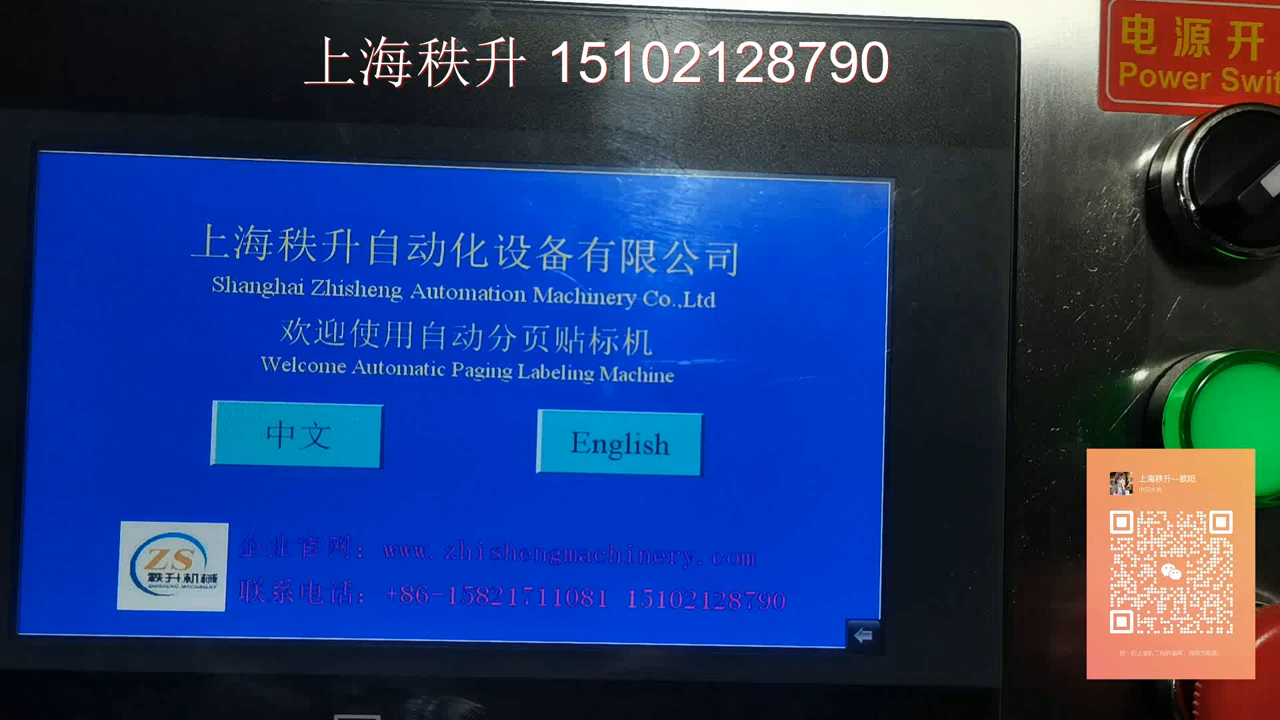 上海秩升 15102128790
电源开
Power Swit
上海秩升自动化设备有限公司
Shanghai Zhisheng Automation Machinery Co.,Ltd
欢迎使用自动分页贴标机
Welcome Automatic Paging Labeling Machine
中文
English
ZS
秩升机械
ZHISHENG MACHINERY
企业官网：www.zhishengmachinery.com
联系电话：+86-15821711081 15102128790
上海秩升---欧阳